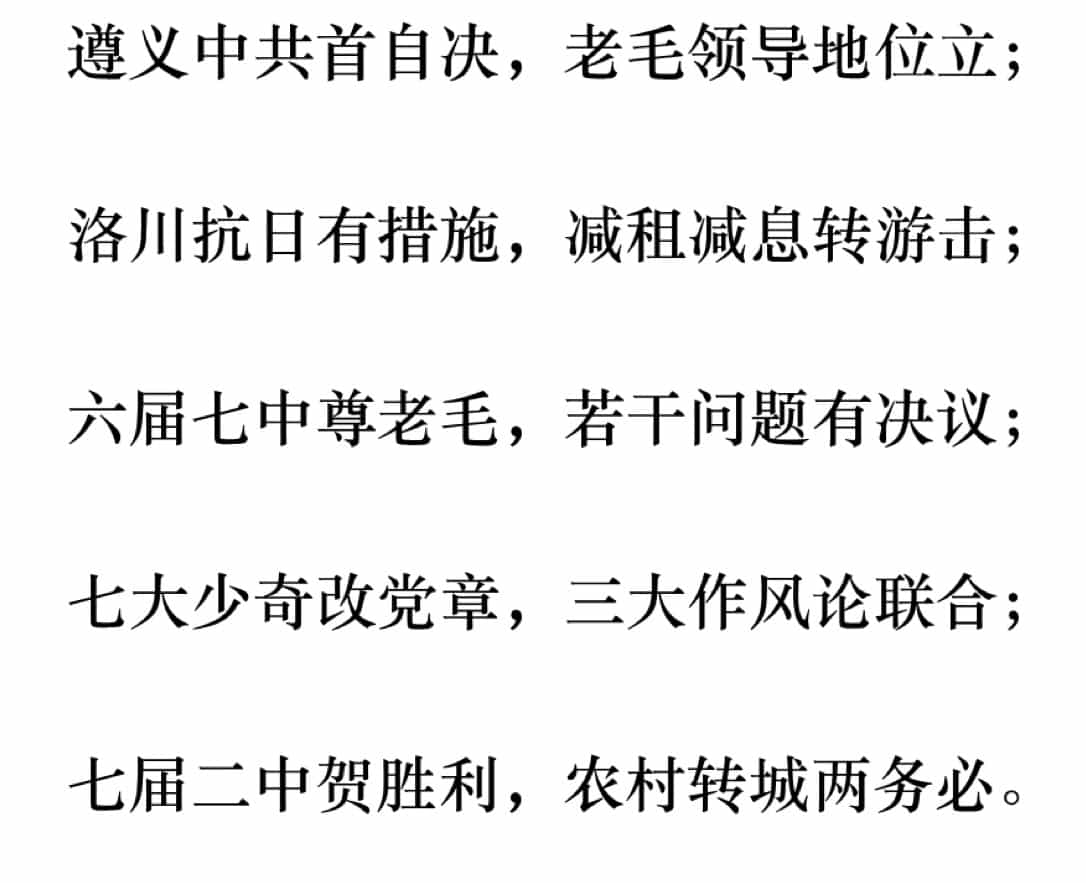 遵义中共首自决，老毛领导地位立；
洛川抗日有措施，减租减息转游击；
六届七中尊老毛，若干问题有决议；
七大少奇改党章，三大作风论联合；
七届二中贺胜利，农村转城两务必。